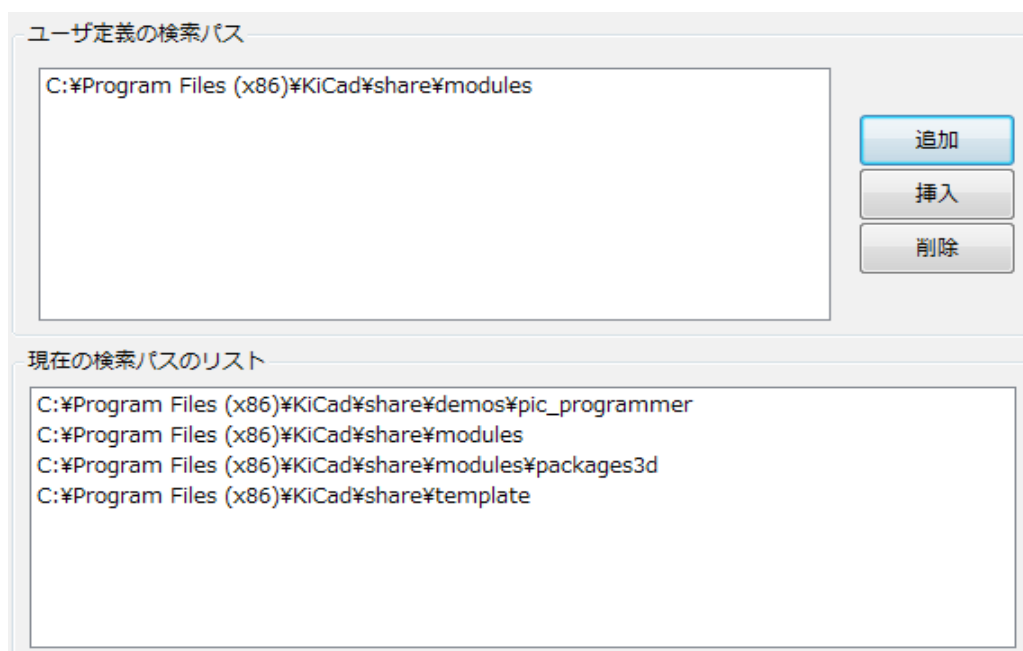 ユーザ定義の検索パス
C:¥Program Files (x86)¥KiCad¥share¥modules
追加
挿入
削除
現在の検索パスのリスト
C:¥Program Files (x86)¥KiCad¥share¥demos¥pic_programmer
C:¥Program Files (x86)¥KiCad¥share¥modules
C:¥Program Files (x86)¥KiCad¥share¥modules¥packages3d
C:¥Program Files (x86)¥KiCad¥share¥template